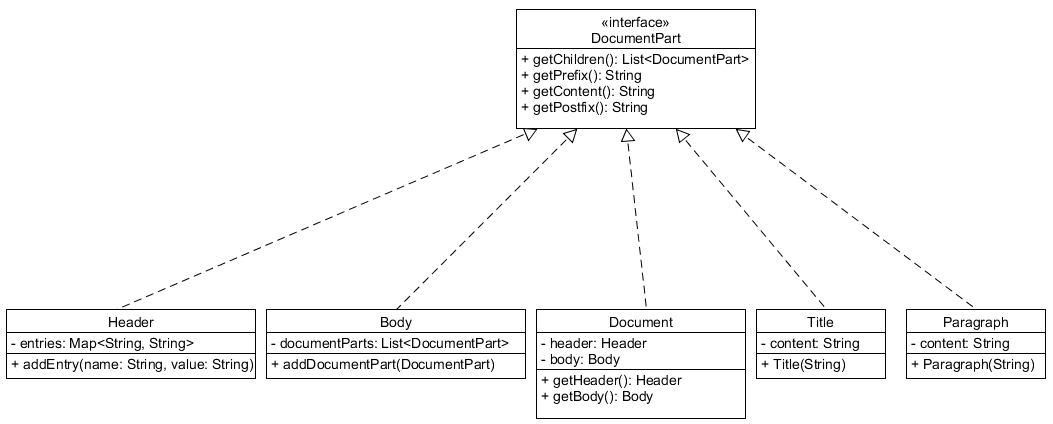 «interface»
DocumentPart
+ getChildren(): List<DocumentPart>
+ getPrefix(): String
+ getContent(): String
+ getPostfix(): String
Header
- entries: Map<String, String>
+ addEntry(name: String, value: String)
Body
- documentParts: List<DocumentPart>
+ addDocumentPart(DocumentPart)
Document
- header: Header
- body: Body
+ getHeader(): Header
+ getBody(): Body
Title
- content: String
+ Title(String)
Paragraph
- content: String
+ Paragraph(String)